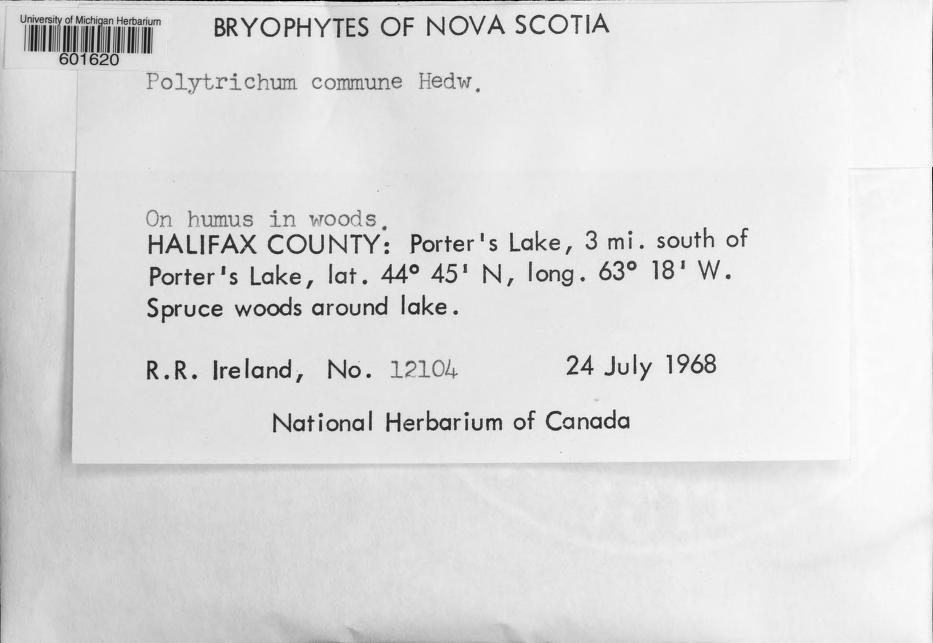 University of Michigan Herbarium
601620
BRYOPHYTES OF NOVA SCOTIA
Polytrichum commune Hedw.
On humus in woods.
HALIFAX COUNTY: Porter's Lake, 3 mi. south of
Porter's Lake, lat. 44° 45' N, long. 63° 18' W.
Spruce woods around lake.
R.R. Ireland, No. 12104 24 July 1968
National Herbarium of Canada